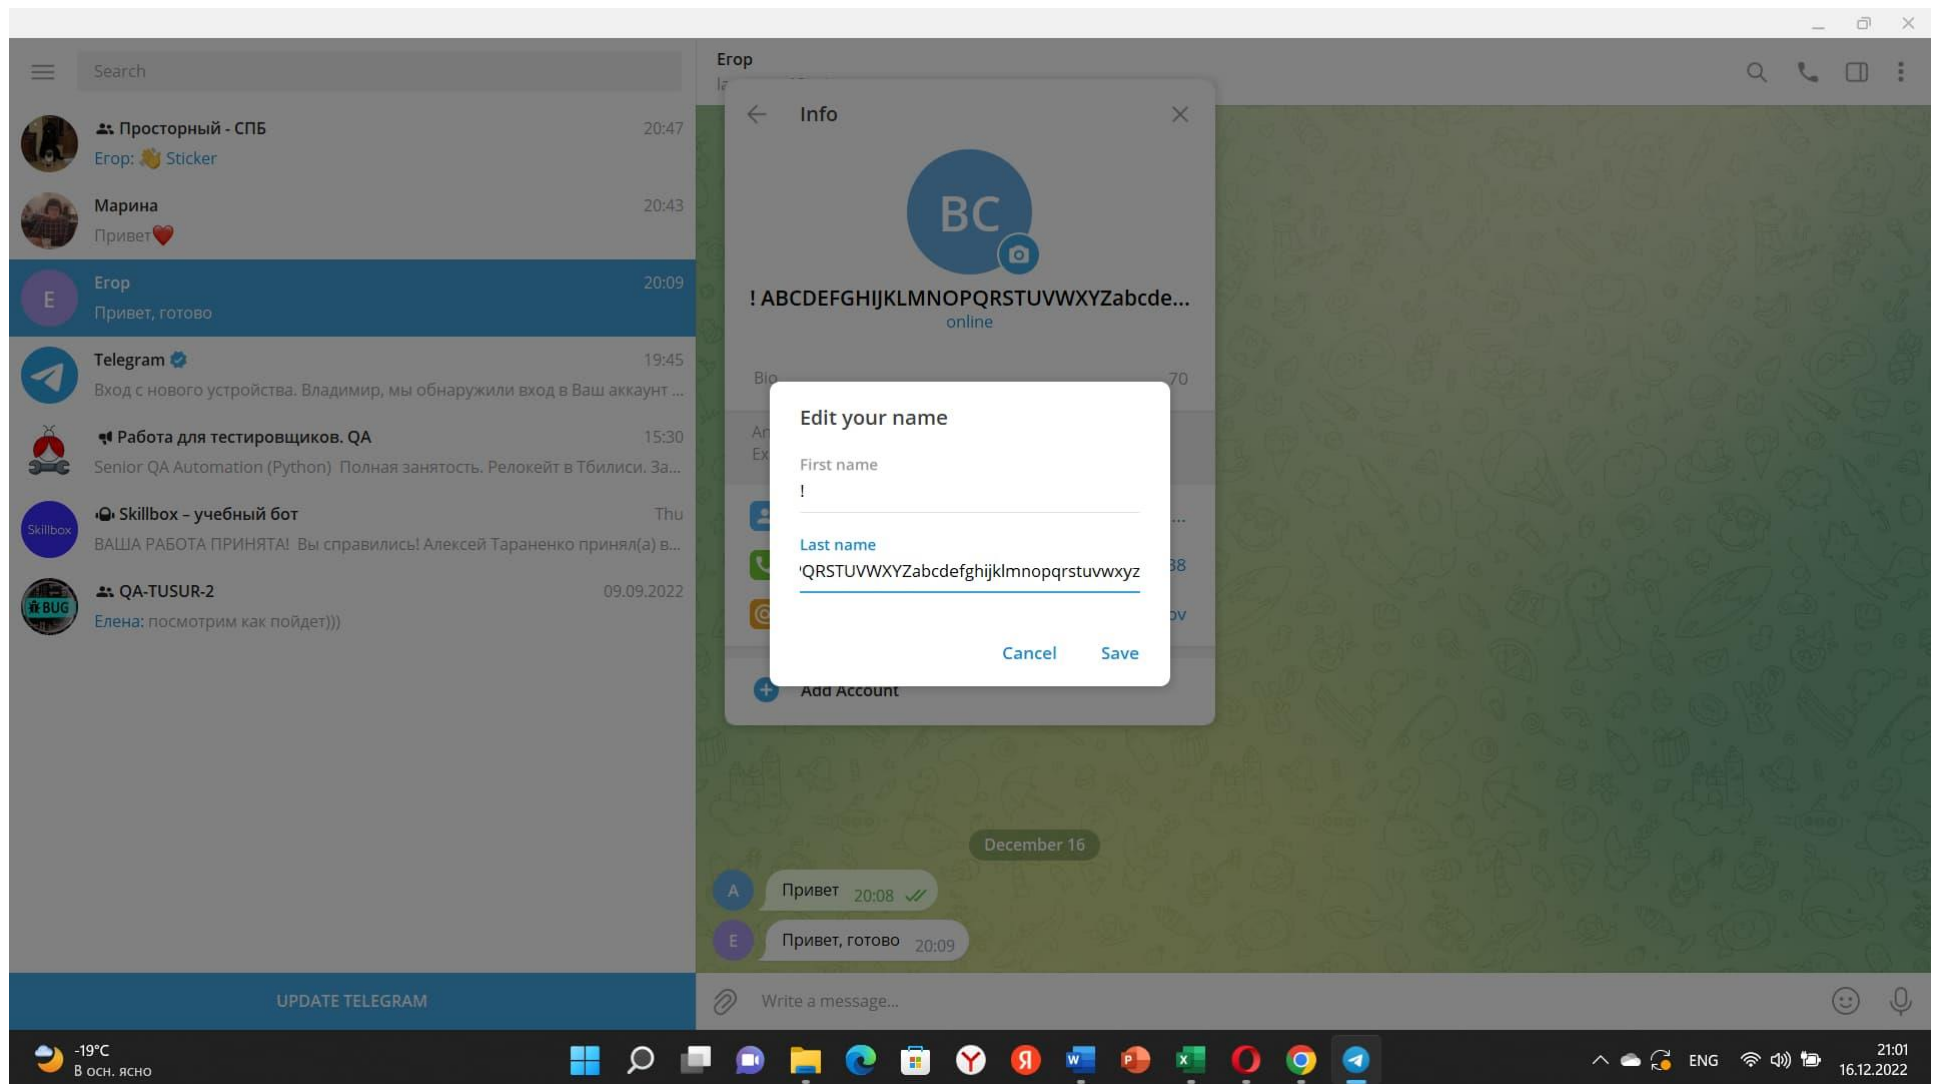 Search
Просторный - СПБ 20:47
Егор: 👋 Sticker
Марина 20:43
Привет❤️
E
Егор 20:09
Привет, готово
Telegram 19:45
Вход с нового устройства. Владимир, мы обнаружили вход в Ваш аккаунт ...
Работа для тестировщиков. QA 15:30
Senior QA Automation (Python) Полная занятость. Релокейт в Тбилиси. За...
Skillbox
Skillbox – учебный бот Thu
ВАША РАБОТА ПРИНЯТА! Вы справились! Алексей Тараненко принял(а) в...
BUG
QA-TUSUR-2 09.09.2022
Елена: посмотрим как пойдет)))
UPDATE TELEGRAM
Егор
Info
BC
! ABCDEFGHIJKLMNOPQRSTUVWXYZabcde...
online
Bio 70
...
38
ov
Edit your name
First name
!
Last name
QRSTUVWXYZabcdefghijklmnopqrstuvwxyz
Cancel Save
Add Account
December 16
A
Привет 20:08
E
Привет, готово 20:09
Write a message...
-19°C
В осн. ясно
ENG
21:01
16.12.2022